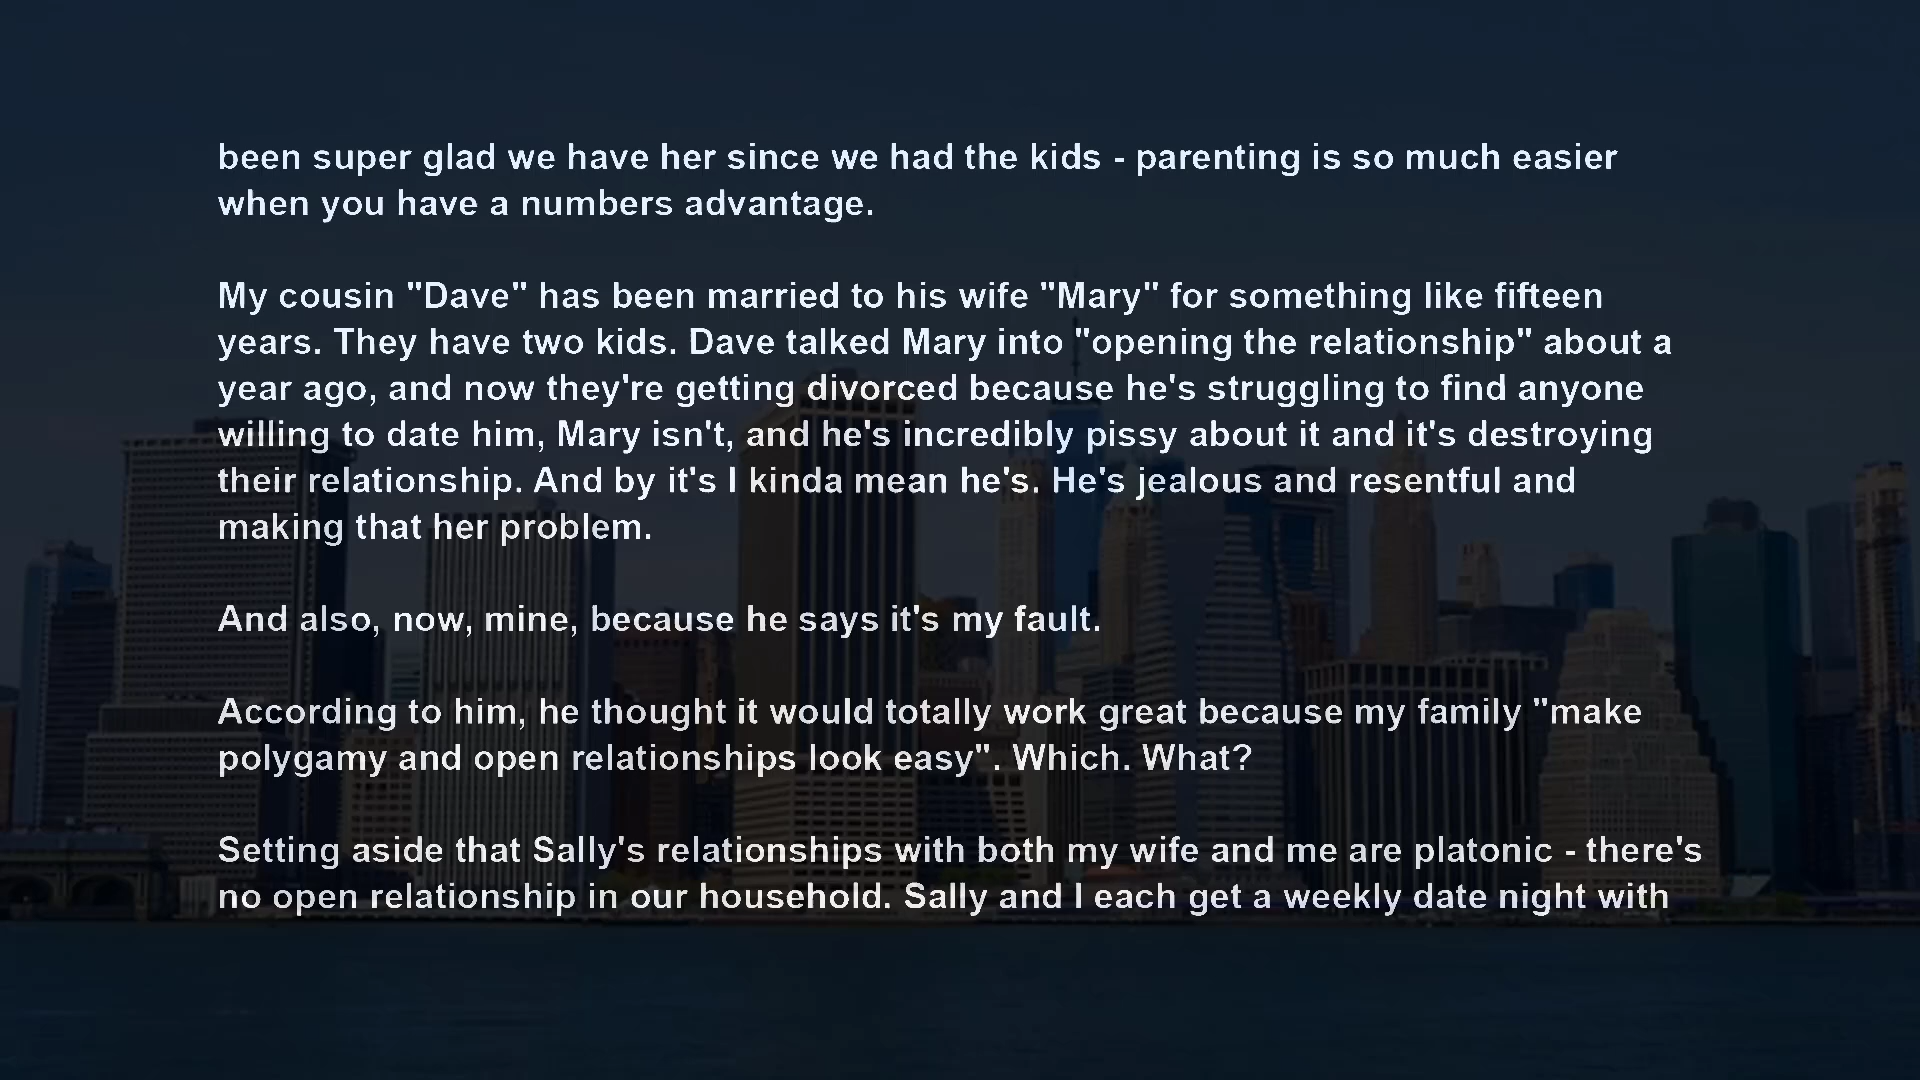 been super glad we have her since we had the kids - parenting is so much easier
when you have a numbers advantage.
My cousin "Dave" has been married to his wife "Mary" for something like fifteen
years. They have two kids. Dave talked Mary into "opening the relationship" about a
year ago, and now they're getting divorced because he's struggling to find anyone
willing to date him, Mary isn't, and he's incredibly pissy about it and it's destroying
their relationship. And by it's I kinda mean he's. He's jealous and resentful and
making that her problem.
And also, now, mine, because he says it's my fault.
According to him, he thought it would totally work great because my family "make
polygamy and open relationships look easy". Which. What?
Setting aside that Sally's relationships with both my wife and me are platonic - there's
no open relationship in our household. Sally and I each get a weekly date night with